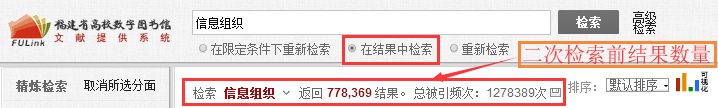 福建省高校数字图书馆
FULink 文献提供系统
信息组织
检索
高级
检索
在限定条件下重新检索 在结果中检索 重新检索
二次检索前结果数量
精炼检索 取消所选分面
检索 信息组织 返回 778,369 结果。总被引频次:1278389次
排序: 默认排序
可视化